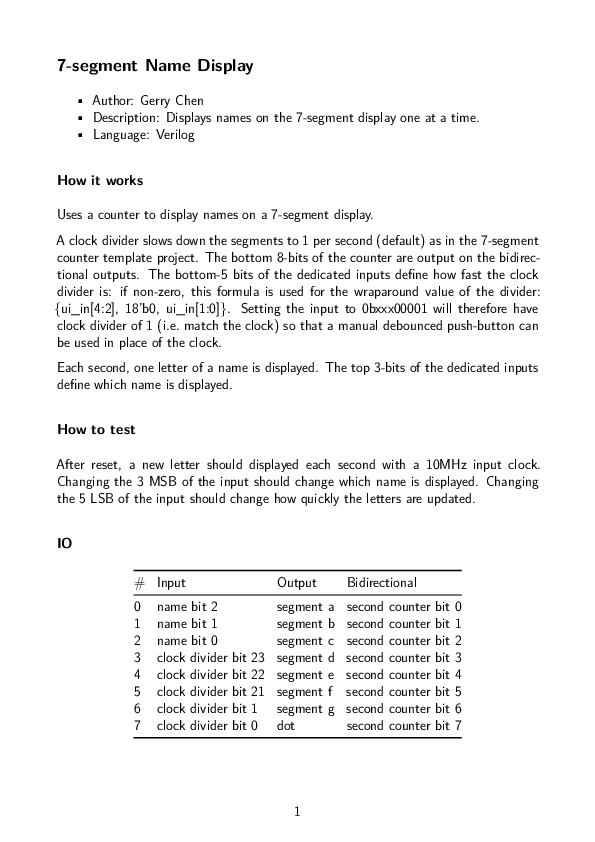 7-segment Name Display
▪ Author: Gerry Chen
▪ Description: Displays names on the 7-segment display one at a time.
▪ Language: Verilog
How it works
Uses a counter to display names on a 7-segment display.
A clock divider slows down the segments to 1 per second (default) as in the 7-segment
counter template project. The bottom 8-bits of the counter are output on the bidirec-
tional outputs. The bottom-5 bits of the dedicated inputs define how fast the clock
divider is: if non-zero, this formula is used for the wraparound value of the divider:
{ui_in[4:2], 18'b0, ui_in[1:0]}. Setting the input to 0bxxx00001 will therefore have
clock divider of 1 (i.e. match the clock) so that a manual debounced push-button can
be used in place of the clock.
Each second, one letter of a name is displayed. The top 3-bits of the dedicated inputs
define which name is displayed.
How to test
After reset, a new letter should displayed each second with a 10MHz input clock.
Changing the 3 MSB of the input should change which name is displayed. Changing
the 5 LSB of the input should change how quickly the letters are updated.
IO
# Input Output Bidirectional
0 name bit 2 segment a second counter bit 0
1 name bit 1 segment b second counter bit 1
2 name bit 0 segment c second counter bit 2
3 clock divider bit 23 segment d second counter bit 3
4 clock divider bit 22 segment e second counter bit 4
5 clock divider bit 21 segment f second counter bit 5
6 clock divider bit 1 segment g second counter bit 6
7 clock divider bit 0 dot second counter bit 7
1